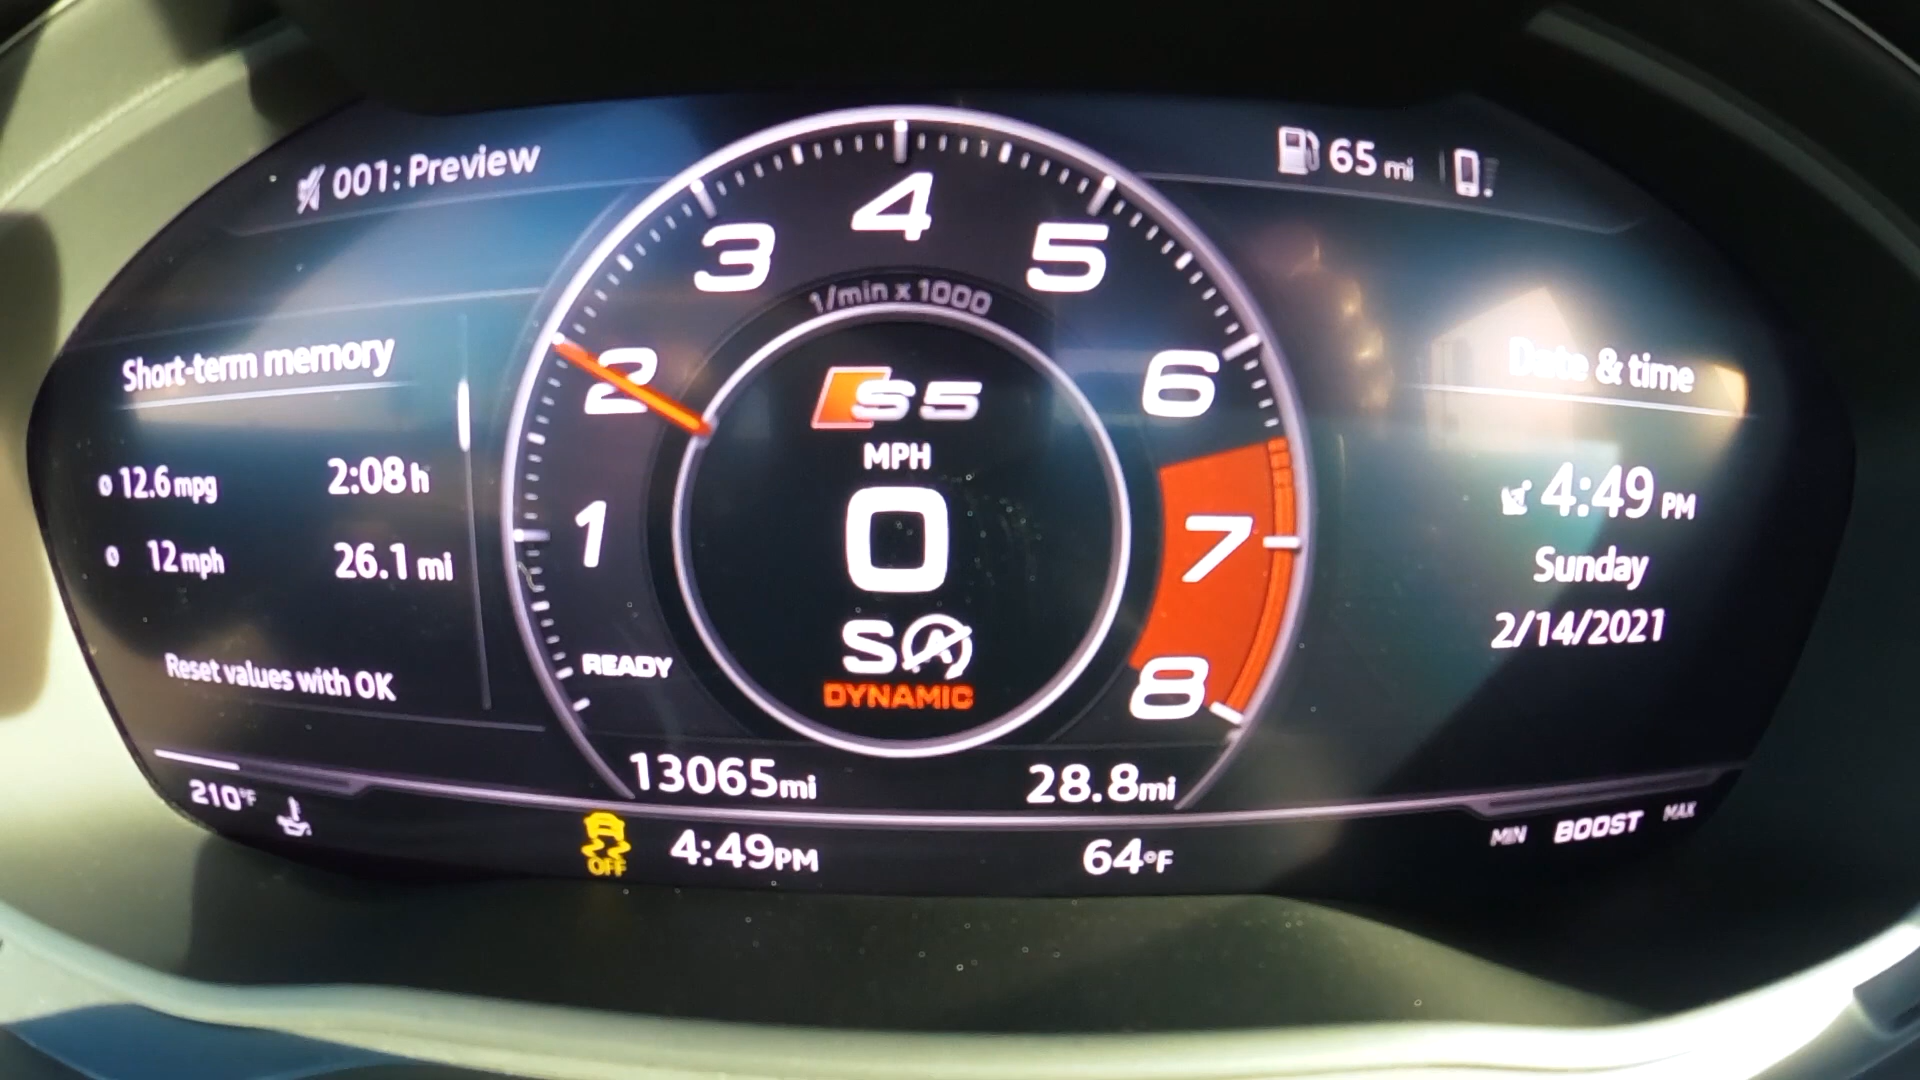 001: Preview
65 mi
Short-term memory
ø 12.6 mpg 2:08 h
ø 12 mph 26.1 mi
Reset values with OK
210°F
1
2
3
4
5
6
7
8
1/min x 1000
S5
MPH
0
S A
DYNAMIC
READY
13065 mi
28.8 mi
OFF
4:49 PM
64°F
Date & time
4:49 PM
Sunday
2/14/2021
MIN BOOST MAX